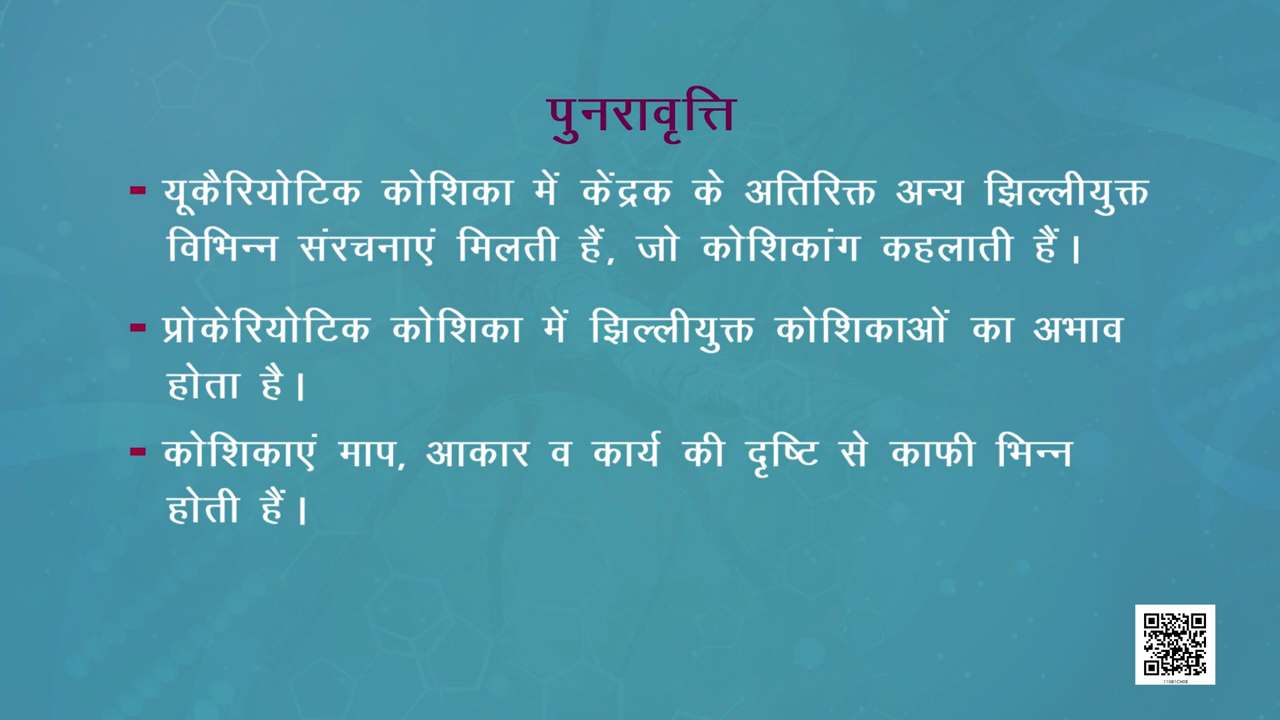 पुनरावृत्ति
- यूकैरियोटिक कोशिका में केंद्रक के अतिरिक्त अन्य झिल्लीयुक्त
विभिन्न संरचनाएं मिलती हैं, जो कोशिकांग कहलाती हैं।
- प्रोकेरियोटिक कोशिका में झिल्लीयुक्त कोशिकाओं का अभाव
होता है।
- कोशिकाएं माप, आकार व कार्य की दृष्टि से काफी भिन्न
होती हैं।